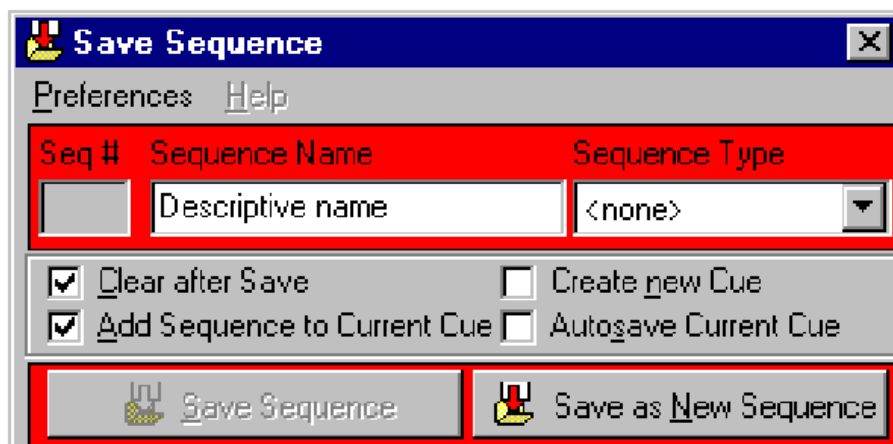 Save Sequence
Preferences Help
Seq # Sequence Name Sequence Type
Descriptive name <none>
Clear after Save Create new Cue
Add Sequence to Current Cue Autosave Current Cue
Save Sequence Save as New Sequence